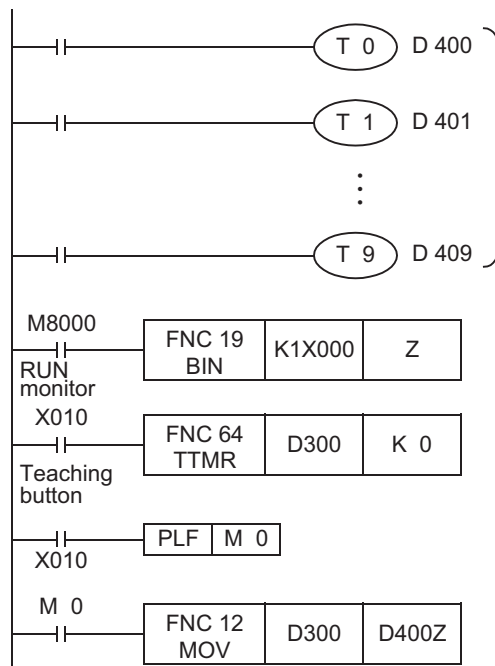 T 0 D 400
T 1 D 401
T 9 D 409
M8000
FNC 19
BIN
K1X000
Z
RUN
monitor
X010
FNC 64
TTMR
D300
K 0
Teaching
button
PLF M 0
X010
M 0
FNC 12
MOV
D300
D400Z